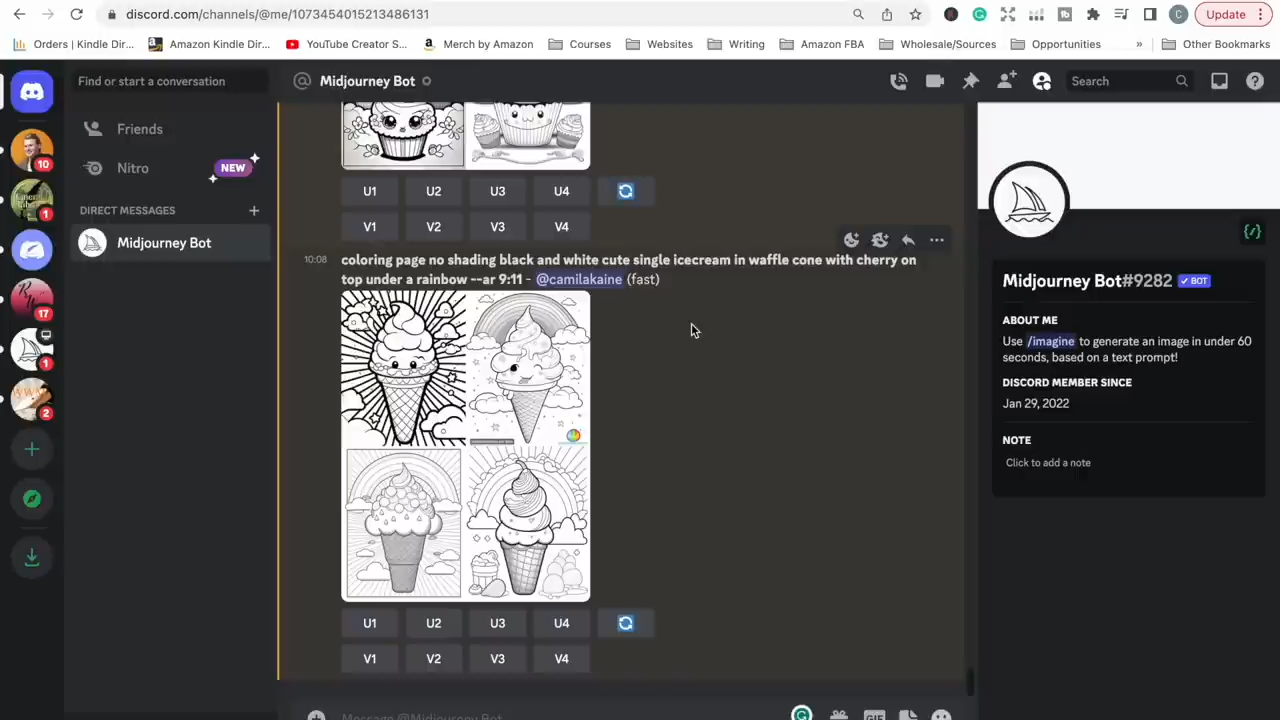 discord.com/channels/@me/1073454015213486131
C
Update
Orders | Kindle Dir...
Amazon Kindle Dir...
YouTube Creator S...
Merch by Amazon
Courses
Websites
Writing
Amazon FBA
Wholesale/Sources
Opportunities
»
Other Bookmarks
Find or start a conversation
Midjourney Bot
Search
Friends
Nitro
NEW
DIRECT MESSAGES
Midjourney Bot
10
1
17
1
2
U1 U2 U3 U4
V1 V2 V3 V4
10:08
coloring page no shading black and white cute single icecream in waffle cone with cherry on
top under a rainbow --ar 9:11 - @camilakaine (fast)
U1 U2 U3 U4
V1 V2 V3 V4
Message @Midjourney Bot
GIF
Midjourney Bot#9282 ✓ BOT
ABOUT ME
Use /imagine to generate an image in under 60
seconds, based on a text prompt!
DISCORD MEMBER SINCE
Jan 29, 2022
NOTE
Click to add a note